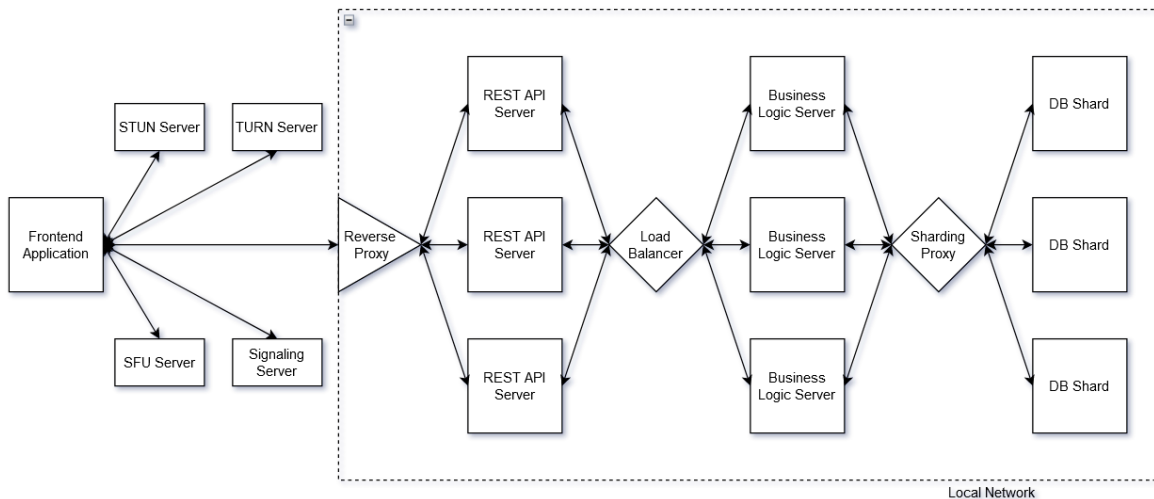 REST API
Server
Business
Logic Server
DB Shard
STUN Server
TURN Server
Frontend
Application
Reverse
Proxy
REST API
Server
Load
Balancer
Business
Logic Server
Sharding
Proxy
DB Shard
SFU Server
Signaling
Server
REST API
Server
Business
Logic Server
DB Shard
Local Network